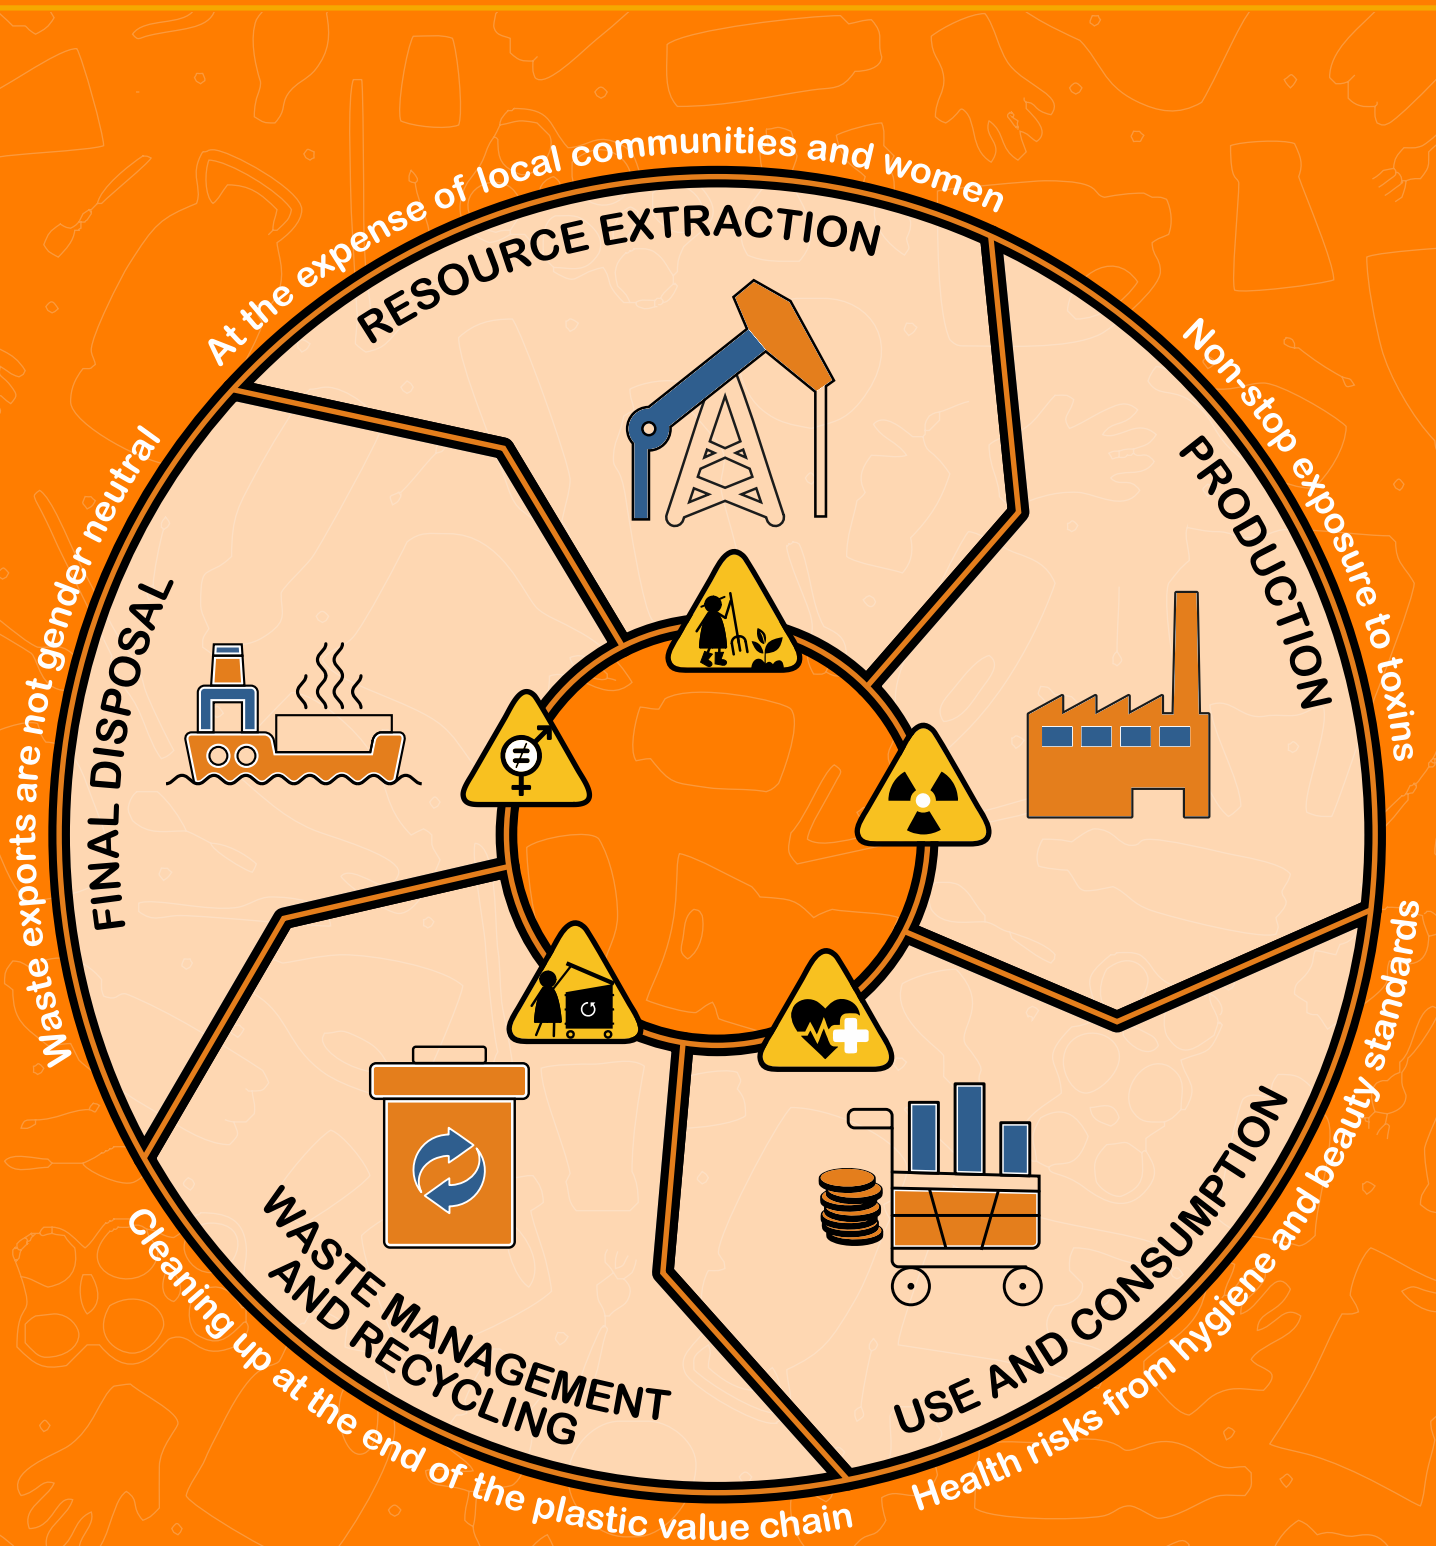 At the expense of local communities and women
RESOURCE EXTRACTION
Non-stop exposure to toxins
PRODUCTION
Health risks from hygiene and beauty standards
USE AND CONSUMPTION
Cleaning up at the end of the plastic value chain
WASTE MANAGEMENT
AND RECYCLING
Waste exports are not gender neutral
FINAL DISPOSAL